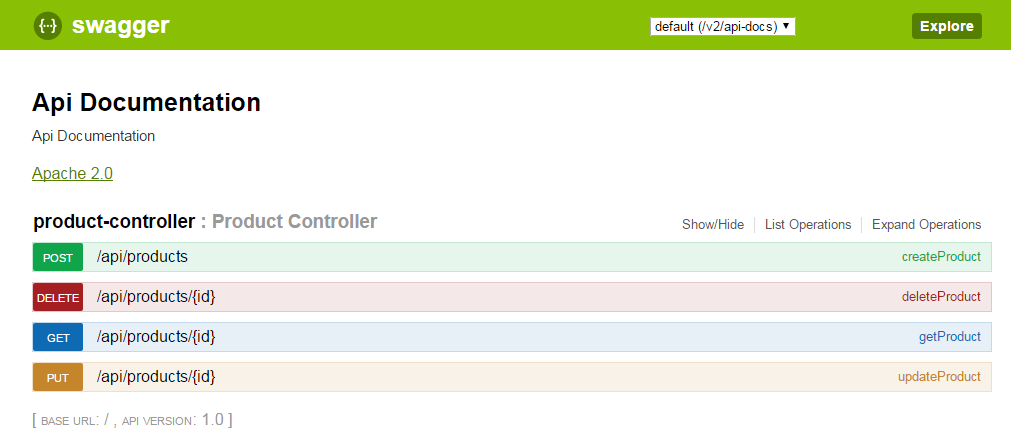 {···} swagger default (/v2/api-docs) ▼ Explore
Api Documentation
Api Documentation
Apache 2.0
product-controller : Product Controller Show/Hide List Operations Expand Operations
POST /api/products createProduct
DELETE /api/products/{id} deleteProduct
GET /api/products/{id} getProduct
PUT /api/products/{id} updateProduct
[ BASE URL: / , API VERSION: 1.0 ]